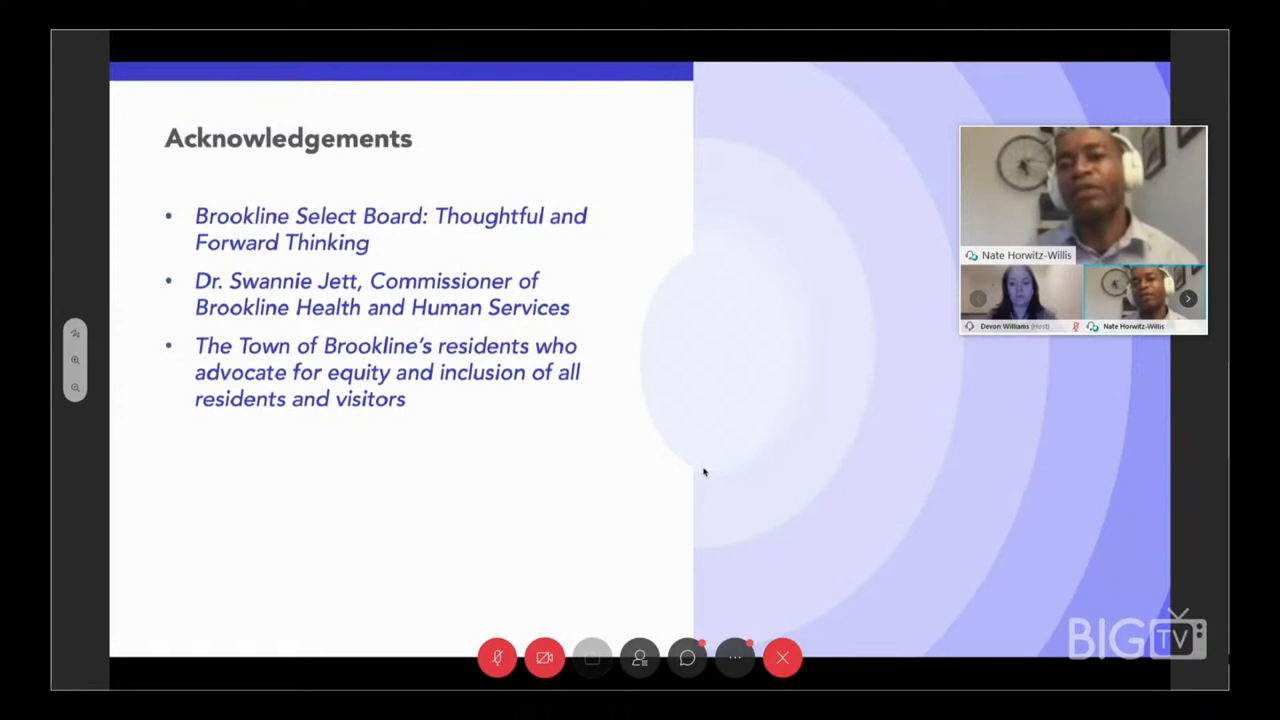 Acknowledgements
• Brookline Select Board: Thoughtful and
Forward Thinking
• Dr. Swannie Jett, Commissioner of
Brookline Health and Human Services
• The Town of Brookline's residents who
advocate for equity and inclusion of all
residents and visitors
Nate Horwitz-Willis
Devon Williams (Host)
Nate Horwitz-Willis
BIG TV